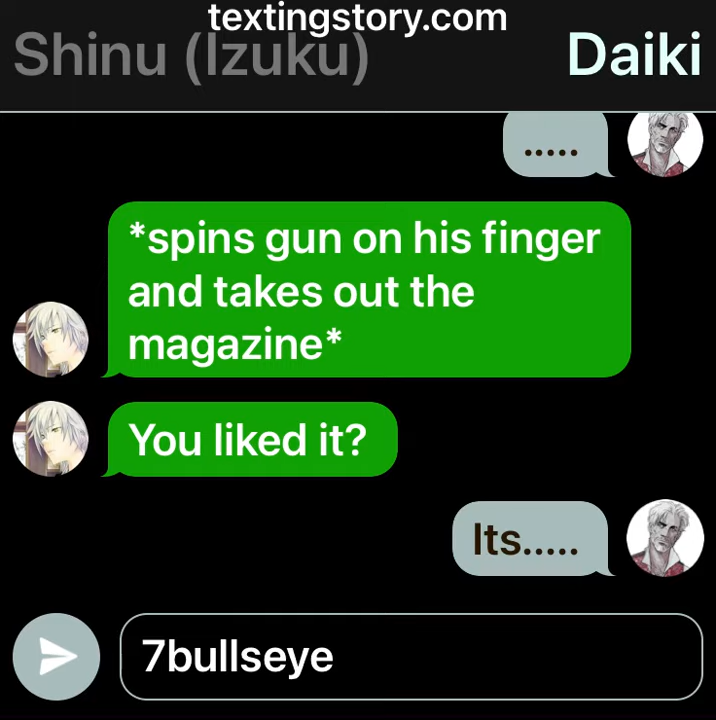 textingstory.com
Shinu (Izuku)
Daiki
.....
*spins gun on his finger
and takes out the
magazine*
You liked it?
Its.....
7bullseye